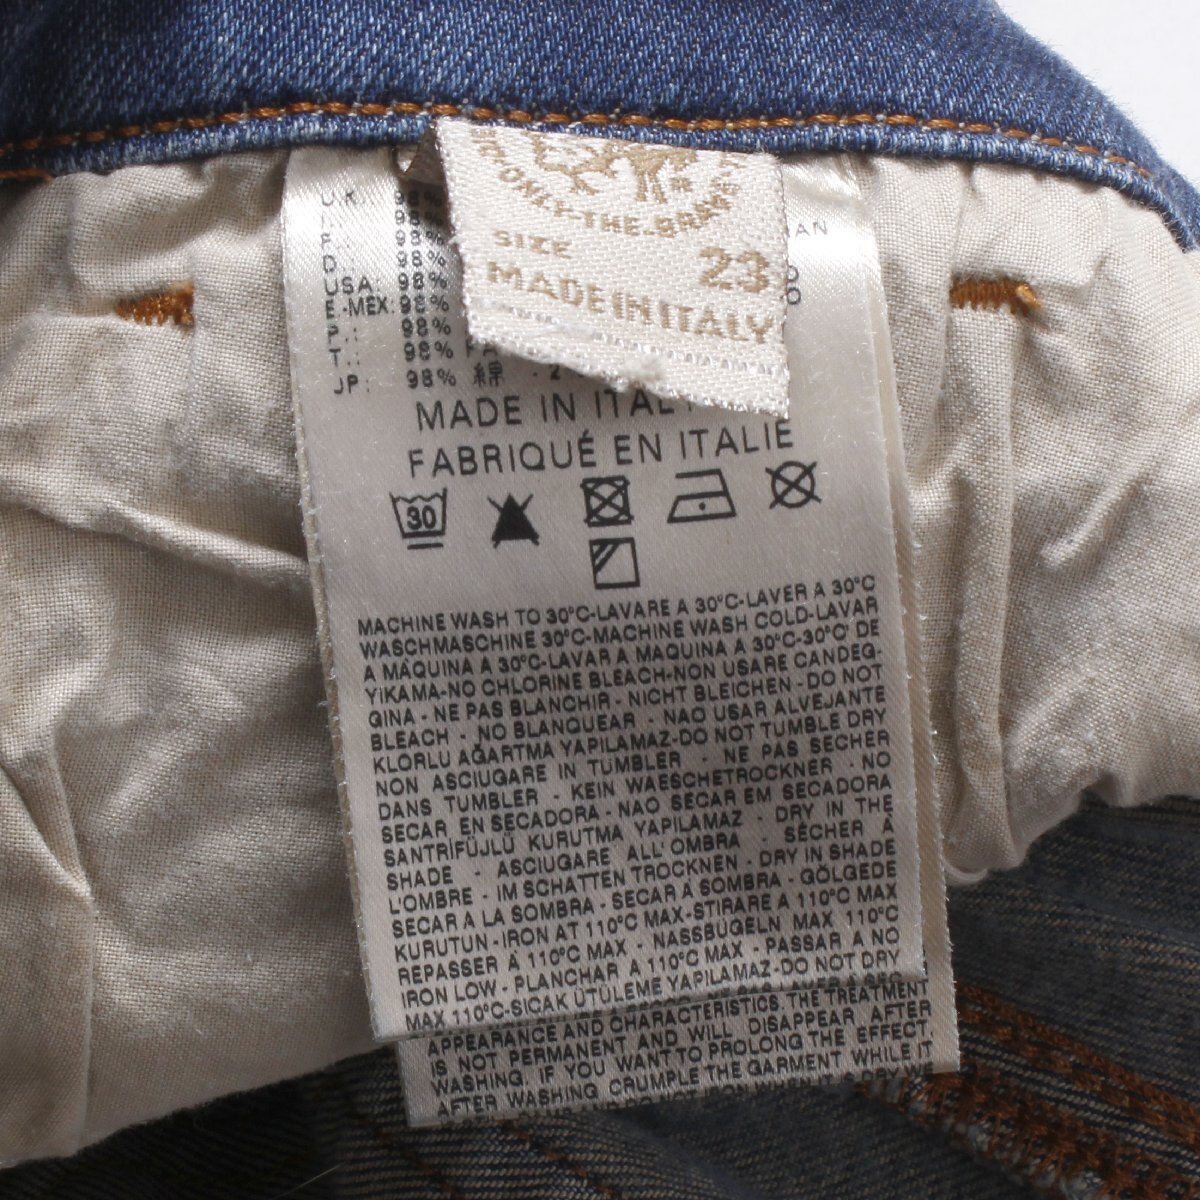 ONLY-THE-BRAVE
SIZE 23
MADE IN ITALY
U.K.: 98%
F.: 98%
D.: 98%
USA: 98%
E-MEX: 98%
P.: 98%
T.: 98%
JP: 98% 綿
MADE IN ITAL
FABRIQUÉ EN ITALIE
30
MACHINE WASH TO 30°C-LAVARE A 30°C-LAVER A 30°C
WASCHMASCHINE 30°C-MACHINE WASH COLD-LAVAR
A MAQUINA A 30°C-LAVAR A MAQUINA A 30°C-30°C DE
YIKAMA-NO CHLORINE BLEACH-NON USARE CANDEG-
GINA - NE PAS BLANCHIR - NICHT BLEICHEN - DO NOT
BLEACH - NO BLANQUEAR - NAO USAR ALVEJANTE
KLORLU AĞARTMA YAPILAMAZ-DO NOT TUMBLE DRY
NON ASCIUGARE IN TUMBLER - NE PAS SECHER
DANS TUMBLER - KEIN WAESCHETROCKNER - NO
SECAR EN SECADORA - NAO SECAR EM SECADORA
SANTRİFÜJLÜ KURUTMA YAPILAMAZ - DRY IN THE
SHADE - ASCIUGARE ALL'OMBRA - SÉCHER À
L'OMBRE - IM SCHATTEN TROCKNEN - DRY IN SHADE
SECAR A LA SOMBRA - SECAR À SOMBRA - GÖLGEDE
KURUTUN-IRON AT 110°C MAX-STIRARE A 110°C MAX
REPASSER À 110°C MAX - NASSBÜGELN MAX 110°C
IRON LOW - PLANCHAR A 110°C MAX - PASSAR A NO
MAX 110°C-SICAK ÜTÜLEME YAPILAMAZ-DO NOT DRY
APPEARANCE AND CHARACTERISTICS. THE TREATMENT
IS NOT PERMANENT AND WILL DISAPPEAR AFTER
WASHING. IF YOU WANT TO PROLONG THE EFFECT,
AFTER WASHING CRUMPLE THE GARMENT WHILE IT